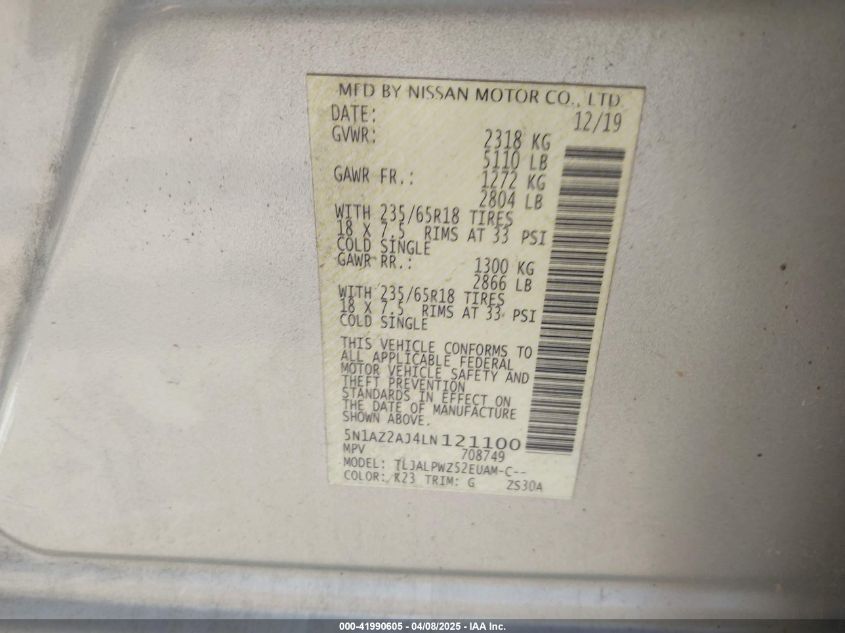 MFD BY NISSAN MOTOR CO., LTD
DATE: 12/19
GVWR: 2318 KG
5110 LB
GAWR FR.: 1272 KG
2804 LB
WITH 235/65R18 TIRES
18 X 7.5 RIMS AT 33 PSI
COLD SINGLE
GAWR RR.: 1300 KG
2866 LB
WITH 235/65R18 TIRES
18 X 7.5 RIMS AT 33 PSI
COLD SINGLE
THIS VEHICLE CONFORMS TO
ALL APPLICABLE FEDERAL
MOTOR VEHICLE SAFETY AND
THEFT PREVENTION
STANDARDS IN EFFECT ON
THE DATE OF MANUFACTURE
SHOWN ABOVE.
5N1AZ2AJ4LN121100
MPV 708749
MODEL: TLJALPWZS2EUAM-C--
COLOR: K23 TRIM: G ZS30A
000-41990605 - 04/08/2025 - IAA Inc.